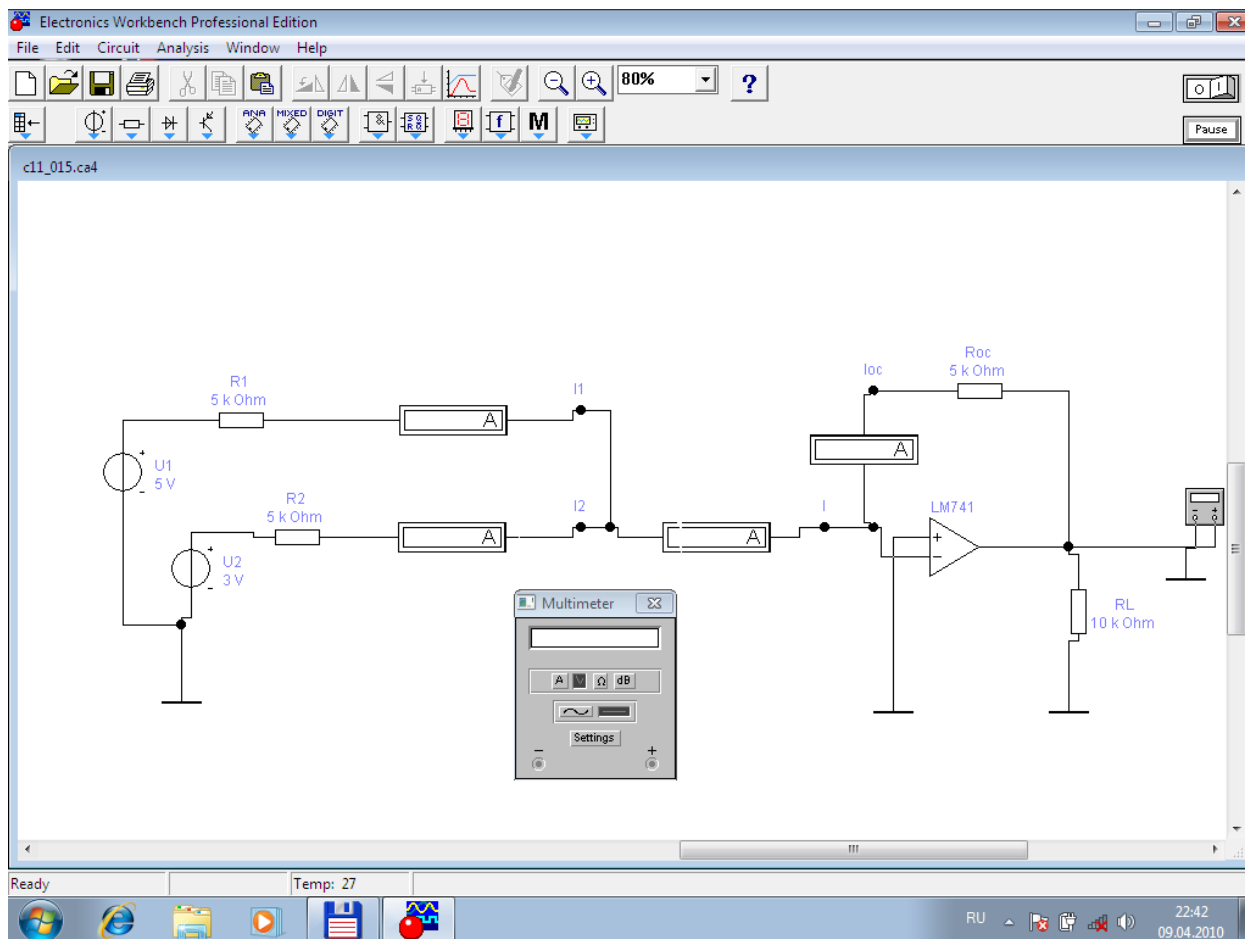 Electronics Workbench Professional Edition
File Edit Circuit Analysis Window Help
80% ?
ANA MIXED DIGIT & f M
Pause
c11_015.ca4
Roc
5 k Ohm
Ioc
R1
5 k Ohm
I1
A
A
U1
5 V
R2
5 k Ohm
I2
I
LM741
A
A
U2
3 V
Multimeter
RL
10 k Ohm
A V Ω dB
Settings
- +
Ready Temp: 27
RU 22:42
09.04.2010